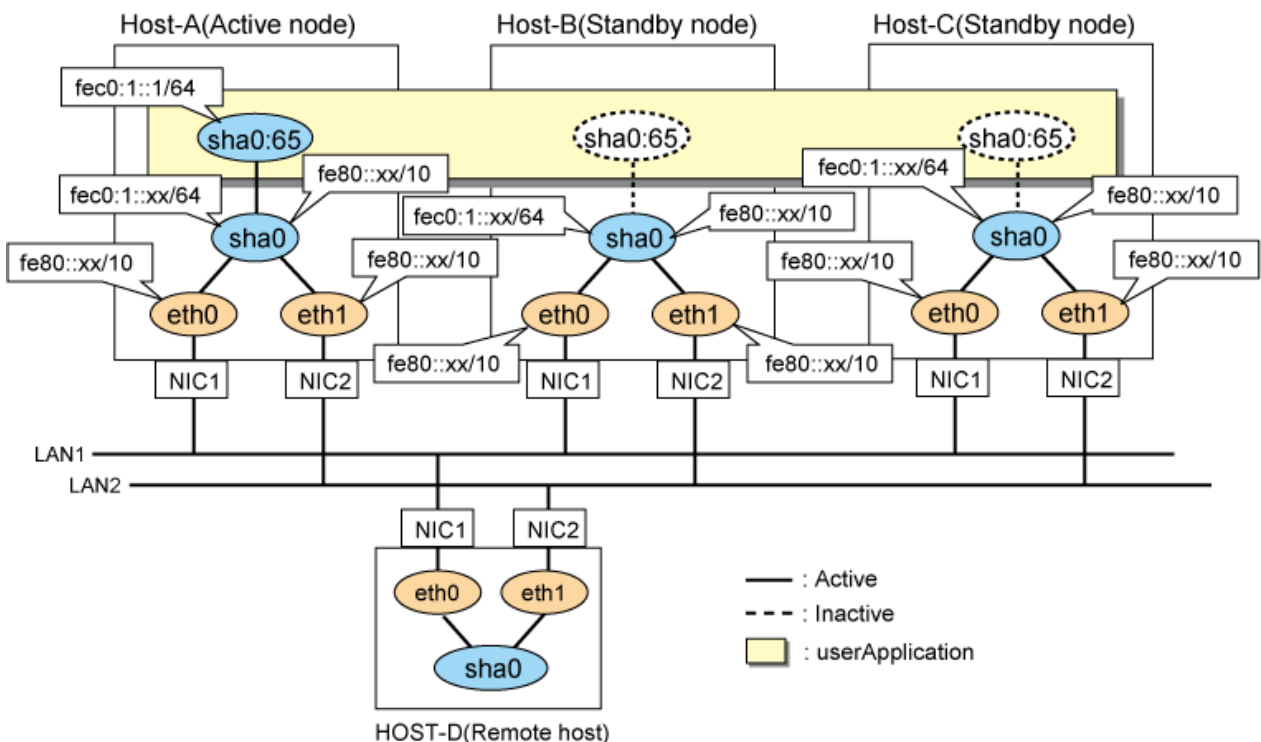 Host-A(Active node)
Host-B(Standby node)
Host-C(Standby node)
fec0:1::1/64
sha0:65
sha0:65
sha0:65
fe80::xx/10
fec0:1::xx/64
fec0:1::xx/64
fe80::xx/10
fec0:1::xx/64
fe80::xx/10
sha0
sha0
sha0
fe80::xx/10
fe80::xx/10
fe80::xx/10
fe80::xx/10
eth0
eth1
eth0
eth1
eth0
eth1
fe80::xx/10
fe80::xx/10
NIC1
NIC2
NIC1
NIC2
NIC1
NIC2
LAN1
LAN2
NIC1
NIC2
eth0
eth1
sha0
: Active
: Inactive
: userApplication
HOST-D(Remote host)